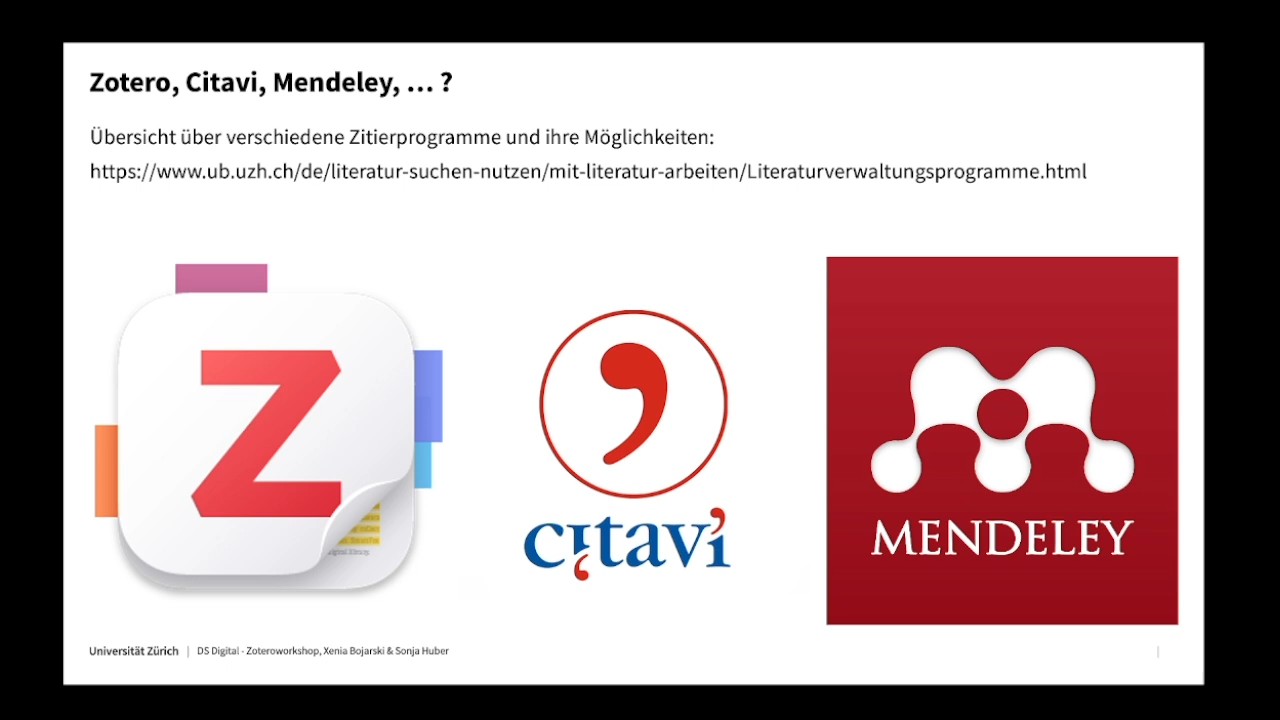 Zotero, Citavi, Mendeley, … ?
Übersicht über verschiedene Zitierprogramme und ihre Möglichkeiten:
https://www.ub.uzh.ch/de/literatur-suchen-nutzen/mit-literatur-arbeiten/Literaturverwaltungsprogramme.html
Z
citavi
MENDELEY
Universität Zürich | DS Digital - Zoteroworkshop, Xenia Bojarski & Sonja Huber |